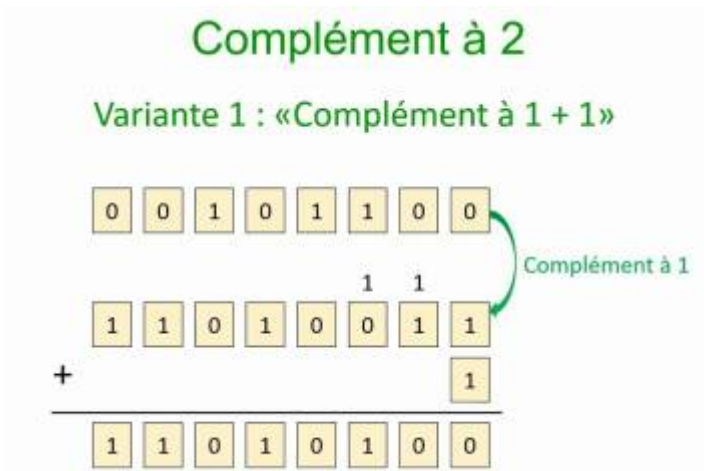 Complément à 2
Variante 1 : «Complément à 1 + 1»
0 0 1 0 1 1 0 0
Complément à 1
1 1
1 1 0 1 0 0 1 1
+ 1
1 1 0 1 0 1 0 0